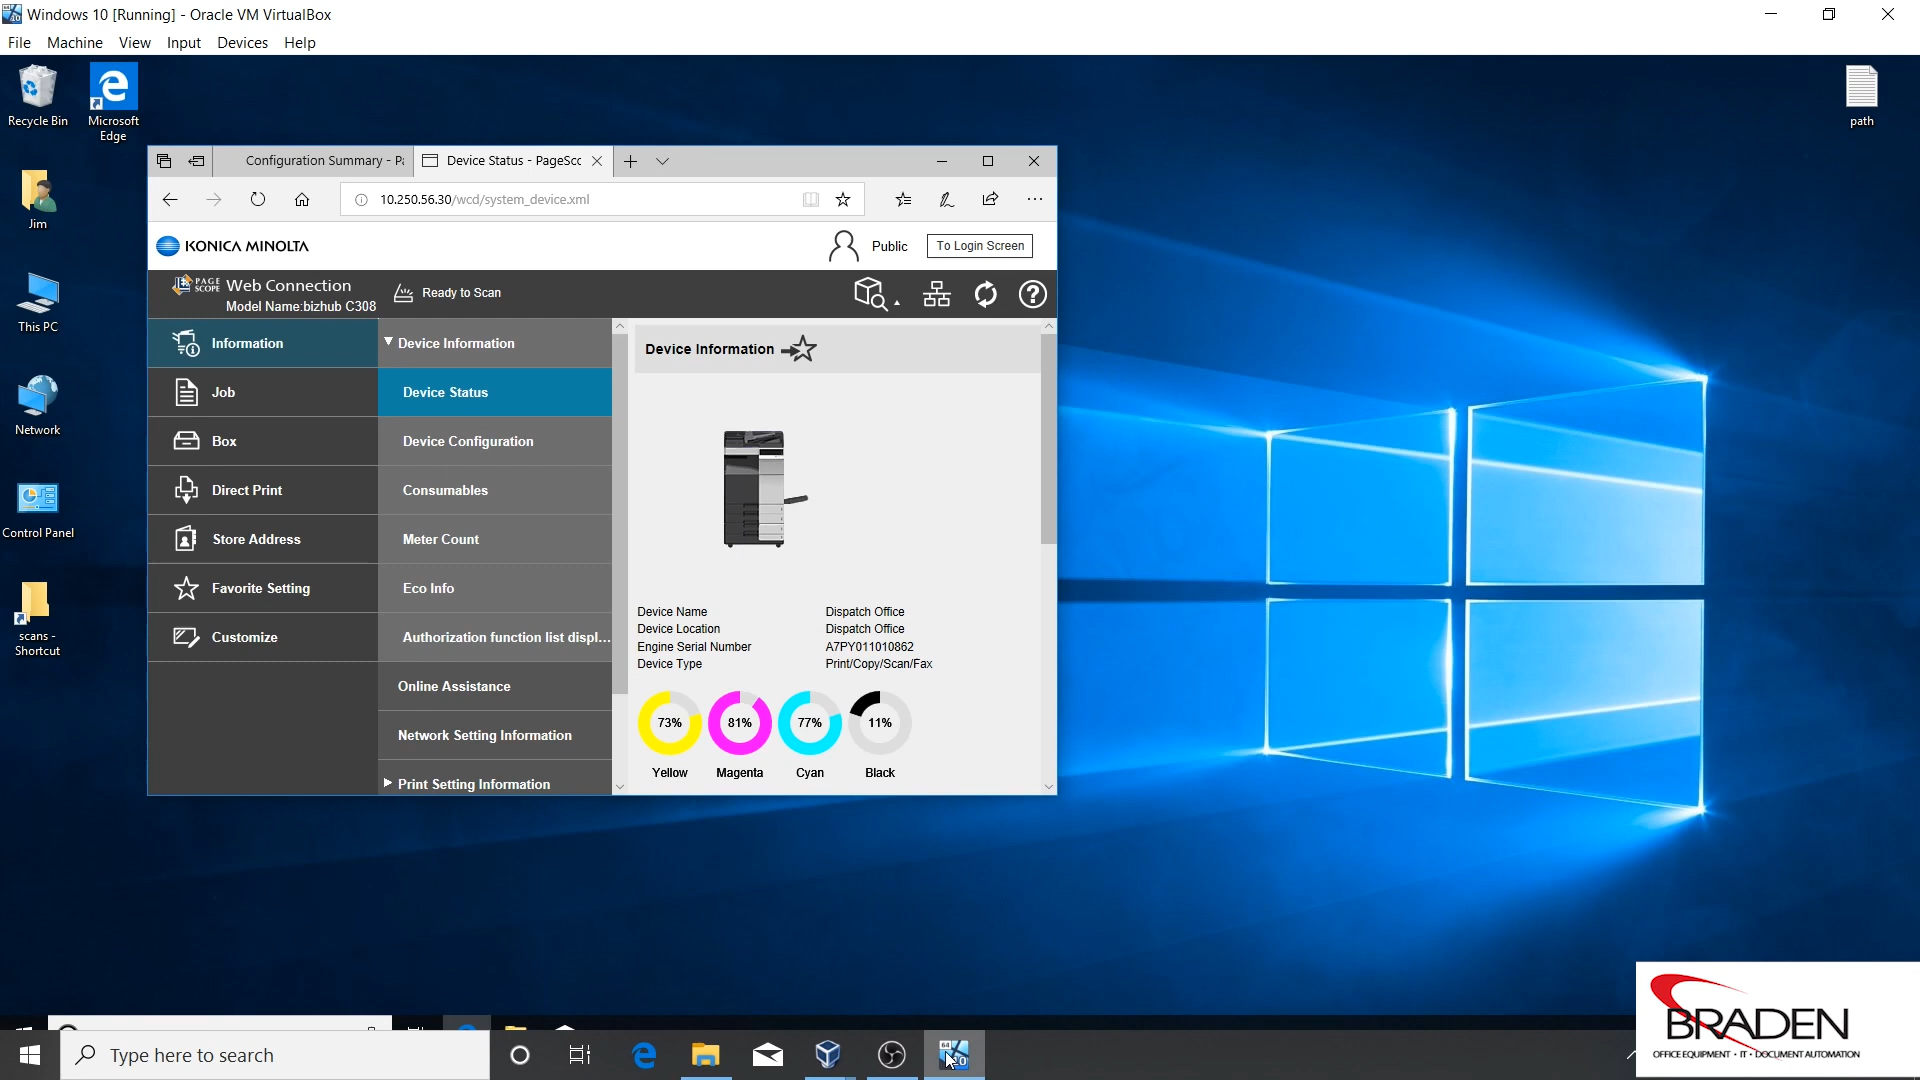 Windows 10 [Running] - Oracle VM VirtualBox
File Machine View Input Devices Help
Recycle Bin
Microsoft
Edge
Jim
This PC
Network
Control Panel
scans -
Shortcut
path
Configuration Summary - Pa
Device Status - PageSco
10.250.56.30/wcd/system_device.xml
KONICA MINOLTA
Public
To Login Screen
PAGE
SCOPE
Web Connection
Model Name:bizhub C308
Ready to Scan
Information
Job
Box
Direct Print
Store Address
Favorite Setting
Customize
Device Information
Device Status
Device Configuration
Consumables
Meter Count
Eco Info
Authorization function list displ...
Online Assistance
Network Setting Information
Print Setting Information
Device Information
Device Name Dispatch Office
Device Location Dispatch Office
Engine Serial Number A7PY011010862
Device Type Print/Copy/Scan/Fax
73% 81% 77% 11%
Yellow Magenta Cyan Black
Type here to search
BRADEN
OFFICE EQUIPMENT • IT • DOCUMENT AUTOMATION